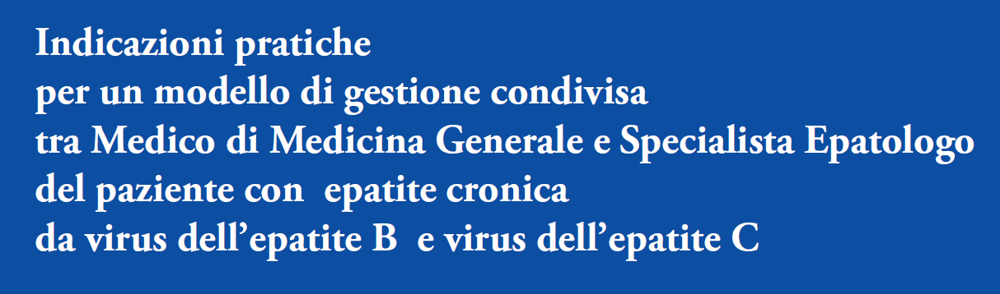 Indicazioni pratiche
per un modello di gestione condivisa
tra Medico di Medicina Generale e Specialista Epatologo
del paziente con  epatite cronica
da virus dell’epatite B  e virus dell’epatite C